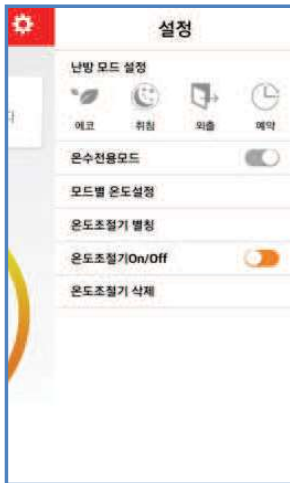 설정
난방 모드 설정
에코 취침 외출 예약
온수전용모드
모드별 온도설정
온도조절기 별칭
온도조절기On/Off
온도조절기 삭제